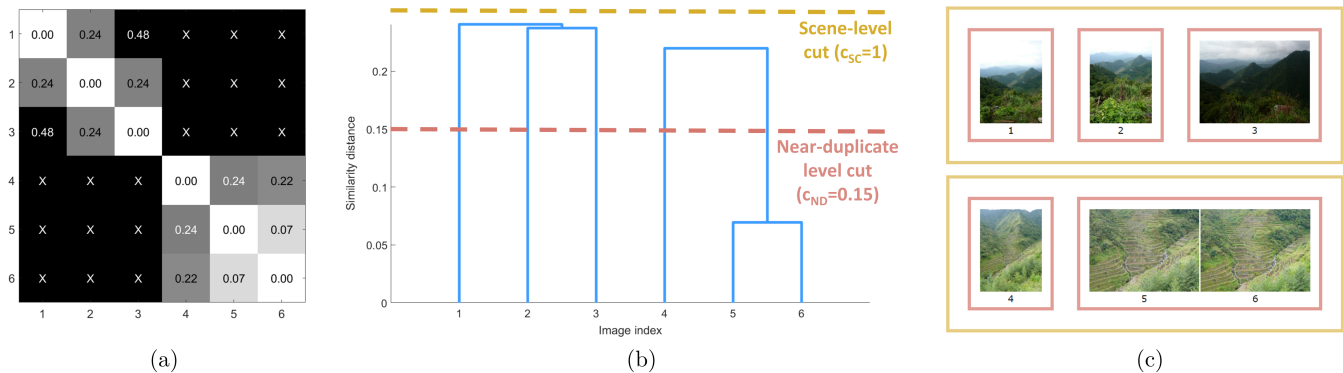 1 0.00 0.24 0.48 X X X
2 0.24 0.00 0.24 X X X
3 0.48 0.24 0.00 X X X
4 X X X 0.00 0.24 0.22
5 X X X 0.24 0.00 0.07
6 X X X 0.22 0.07 0.00
1 2 3 4 5 6
(a)
Similarity distance
0.2
0.15
0.1
0.05
0
Scene-level
cut (c_SC=1)
Near-duplicate
level cut
(c_ND=0.15)
1 2 3 4 5 6
Image index
(b)
1 2 3
4 5 6
(c)